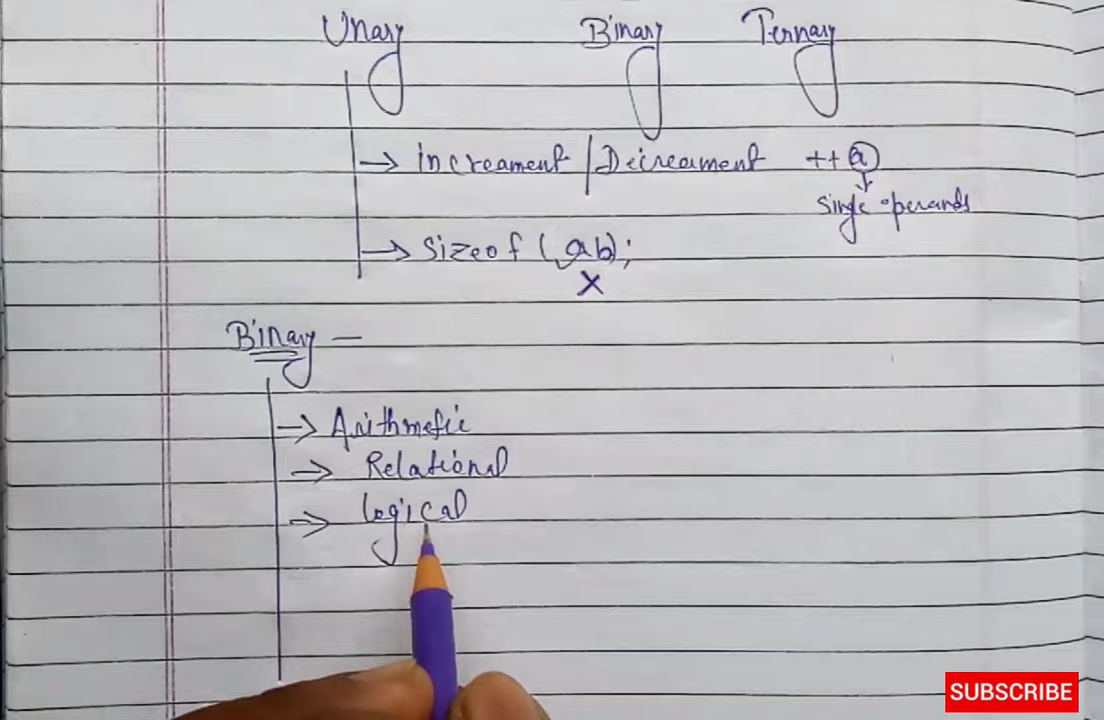 Unary Binary Ternary
→ increament / Decreament ++a
single operands
→ Sizeof (ab);
X
Binary —
→ Arithmetic
→ Relational
→ Logical
SUBSCRIBE